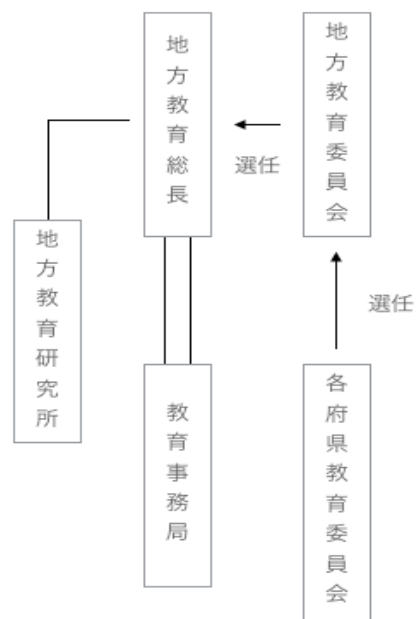 地方教育委員会
選任
地方教育総長
地方教育研究所
選任
教育事務局
各府県教育委員会